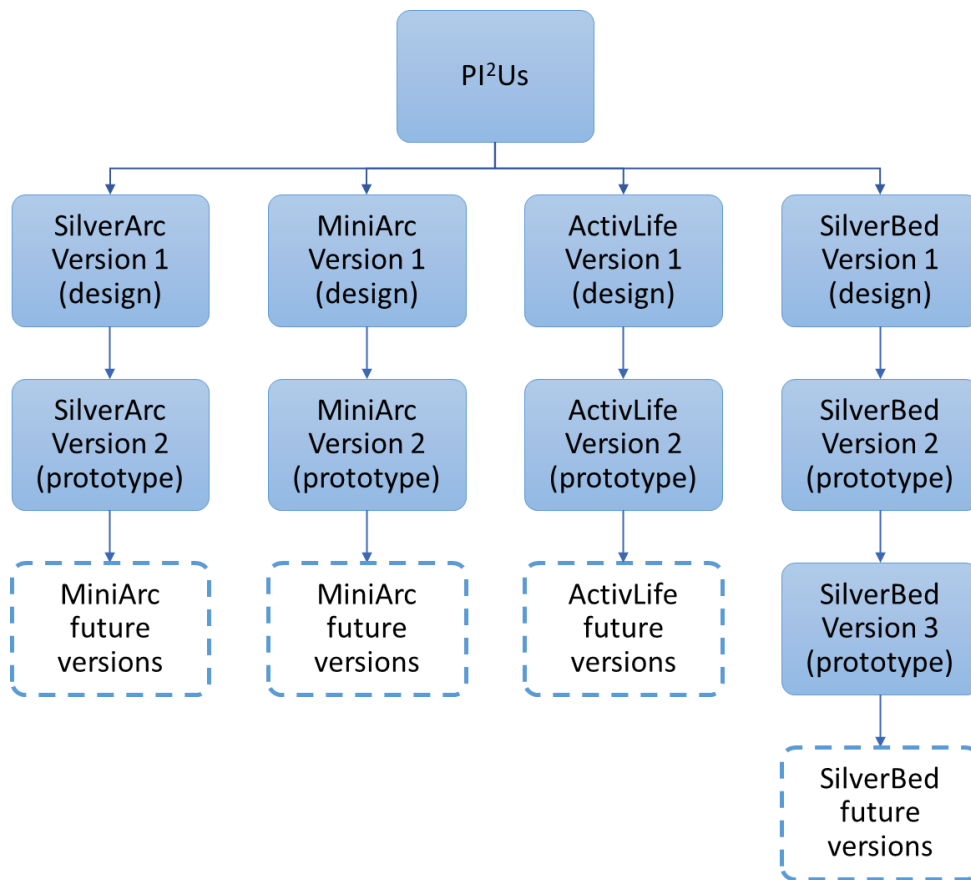 PI²Us
SilverArc
Version 1
(design)
MiniArc
Version 1
(design)
ActivLife
Version 1
(design)
SilverBed
Version 1
(design)
SilverArc
Version 2
(prototype)
MiniArc
Version 2
(prototype)
ActivLife
Version 2
(prototype)
SilverBed
Version 2
(prototype)
MiniArc
future
versions
MiniArc
future
versions
ActivLife
future
versions
SilverBed
Version 3
(prototype)
SilverBed
future
versions